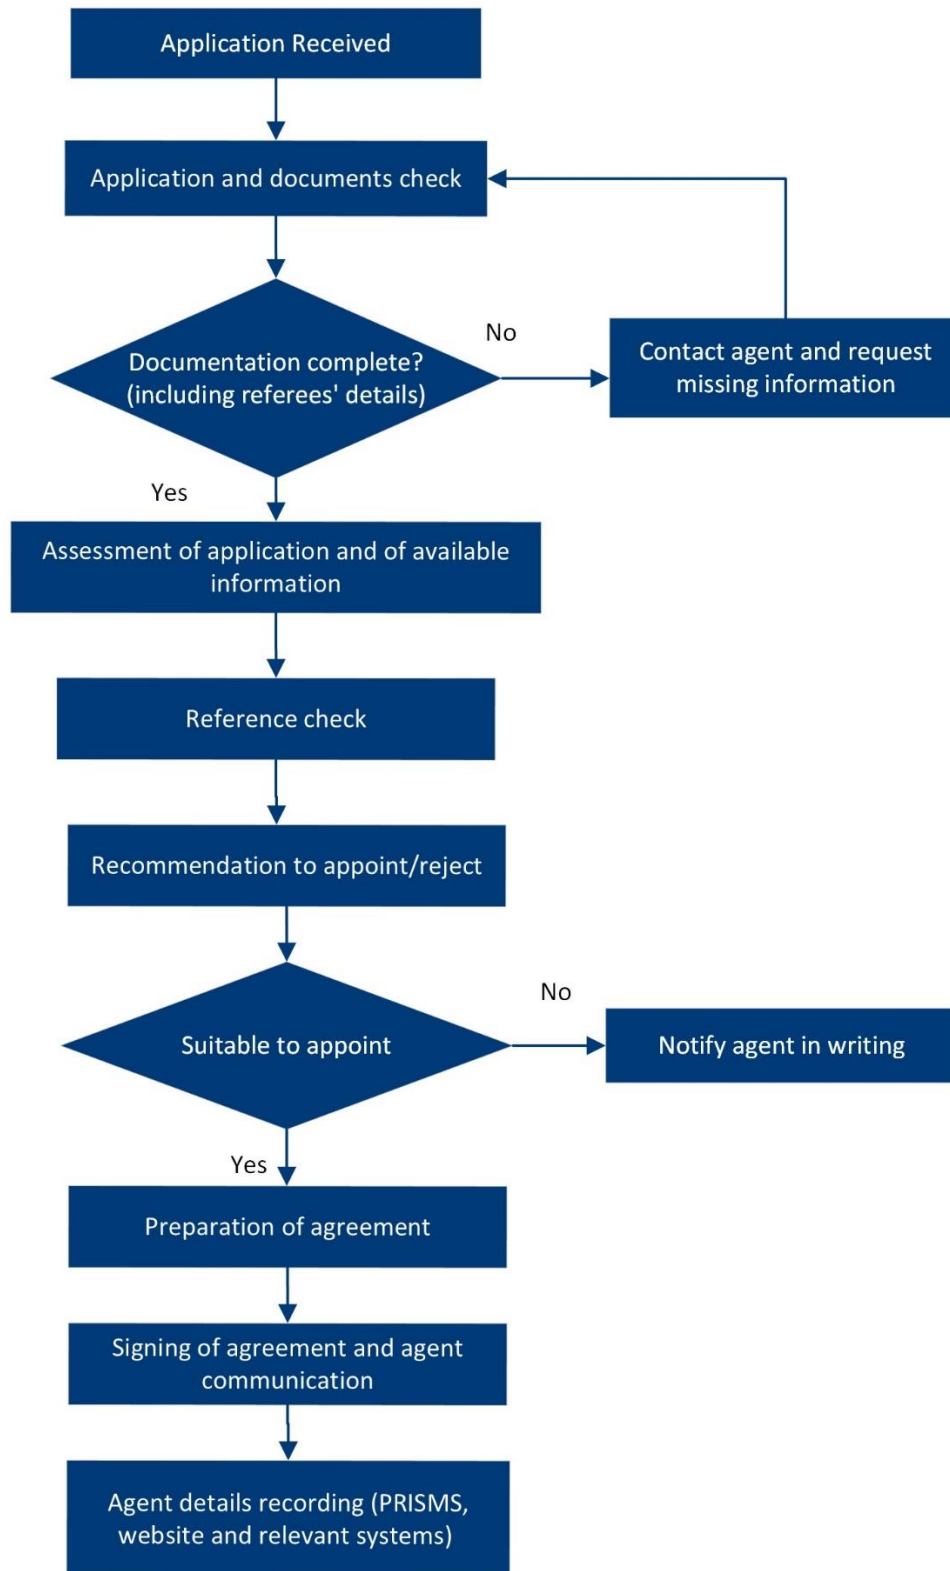 Application Received
Application and documents check
Documentation complete?
(including referees' details)
No
Contact agent and request
missing information
Yes
Assessment of application and of available
information
Reference check
Recommendation to appoint/reject
Suitable to appoint
No
Notify agent in writing
Yes
Preparation of agreement
Signing of agreement and agent
communication
Agent details recording (PRISMS,
website and relevant systems)